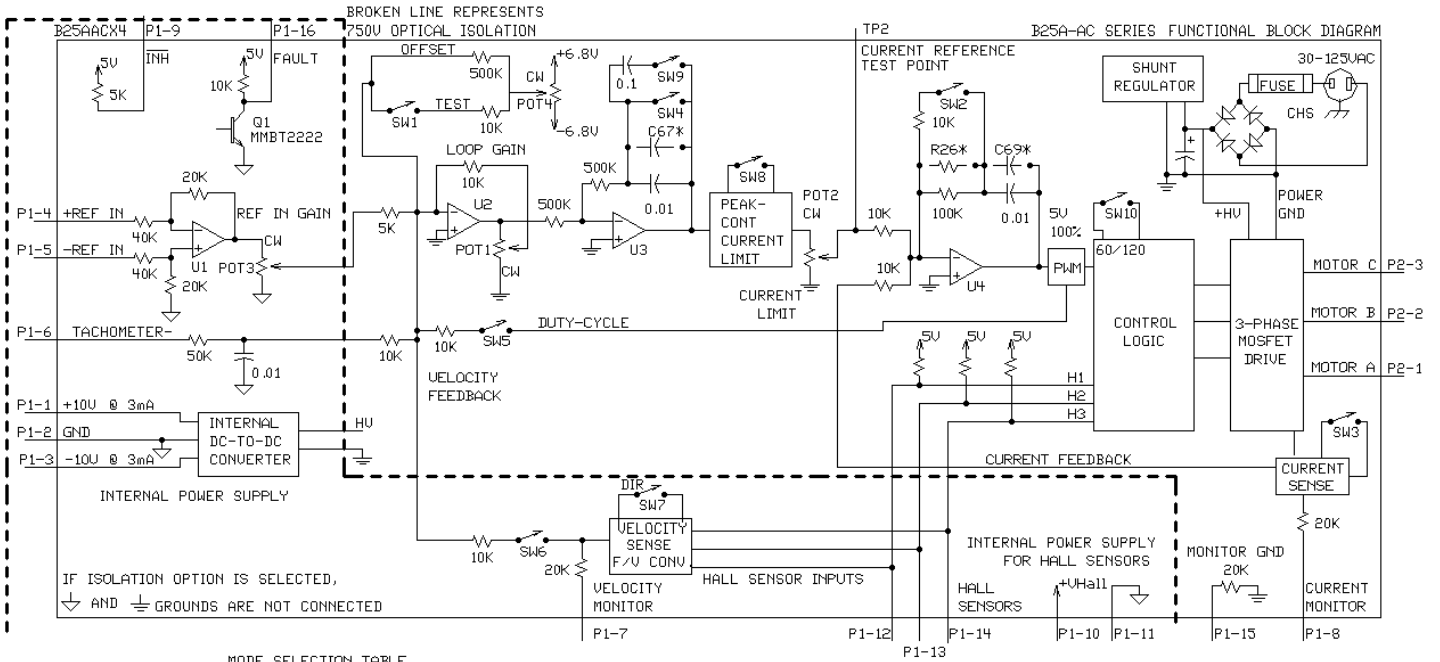 BROKEN LINE REPRESENTS
750V OPTICAL ISOLATION
B25AACX4
P1-9
P1-16
TP2
B25A-AC SERIES FUNCTIONAL BLOCK DIAGRAM
INH
FAULT
5V
5K
5V
10K
Q1
MMBT2222
OFFSET
500K
SW1
TEST
10K
CW
POT4
+6.8V
-6.8V
0.1
SW9
SW4
C67*
0.01
500K
CURRENT REFERENCE
TEST POINT
SW2
10K
R26*
C69*
100K
0.01
SHUNT
REGULATOR
FUSE
30-125VAC
CHS
+
POWER
GND
+HV
20K
P1-4
+REF IN
40K
REF IN GAIN
P1-5
-REF IN
40K
U1
CW
POT3
20K
5K
LOOP GAIN
10K
U2
POT1
CW
500K
U3
SW8
PEAK-
CONT
CURRENT
LIMIT
POT2
CW
CURRENT
LIMIT
10K
10K
U4
5V
100%
PWM
SW10
60/120
CONTROL
LOGIC
3-PHASE
MOSFET
DRIVE
MOTOR C
P2-3
MOTOR B
P2-2
MOTOR A
P2-1
P1-6
TACHOMETER-
50K
0.01
10K
10K
SW5
DUTY-CYCLE
VELOCITY
FEEDBACK
5V
5V
5V
H1
H2
H3
P1-1
+10V @ 3mA
P1-2
GND
P1-3
-10V @ 3mA
INTERNAL
DC-TO-DC
CONVERTER
HV
INTERNAL POWER SUPPLY
CURRENT FEEDBACK
SW3
CURRENT
SENSE
20K
DIR
SW7
VELOCITY
SENSE
F/V CONV
10K
SW6
20K
VELOCITY
MONITOR
HALL SENSOR INPUTS
INTERNAL POWER SUPPLY
FOR HALL SENSORS
HALL
SENSORS
+VHall
MONITOR GND
20K
CURRENT
MONITOR
IF ISOLATION OPTION IS SELECTED,
AND
GROUNDS ARE NOT CONNECTED
P1-7
P1-12
P1-13
P1-14
P1-10
P1-11
P1-15
P1-8
MODE SELECTION TABLE